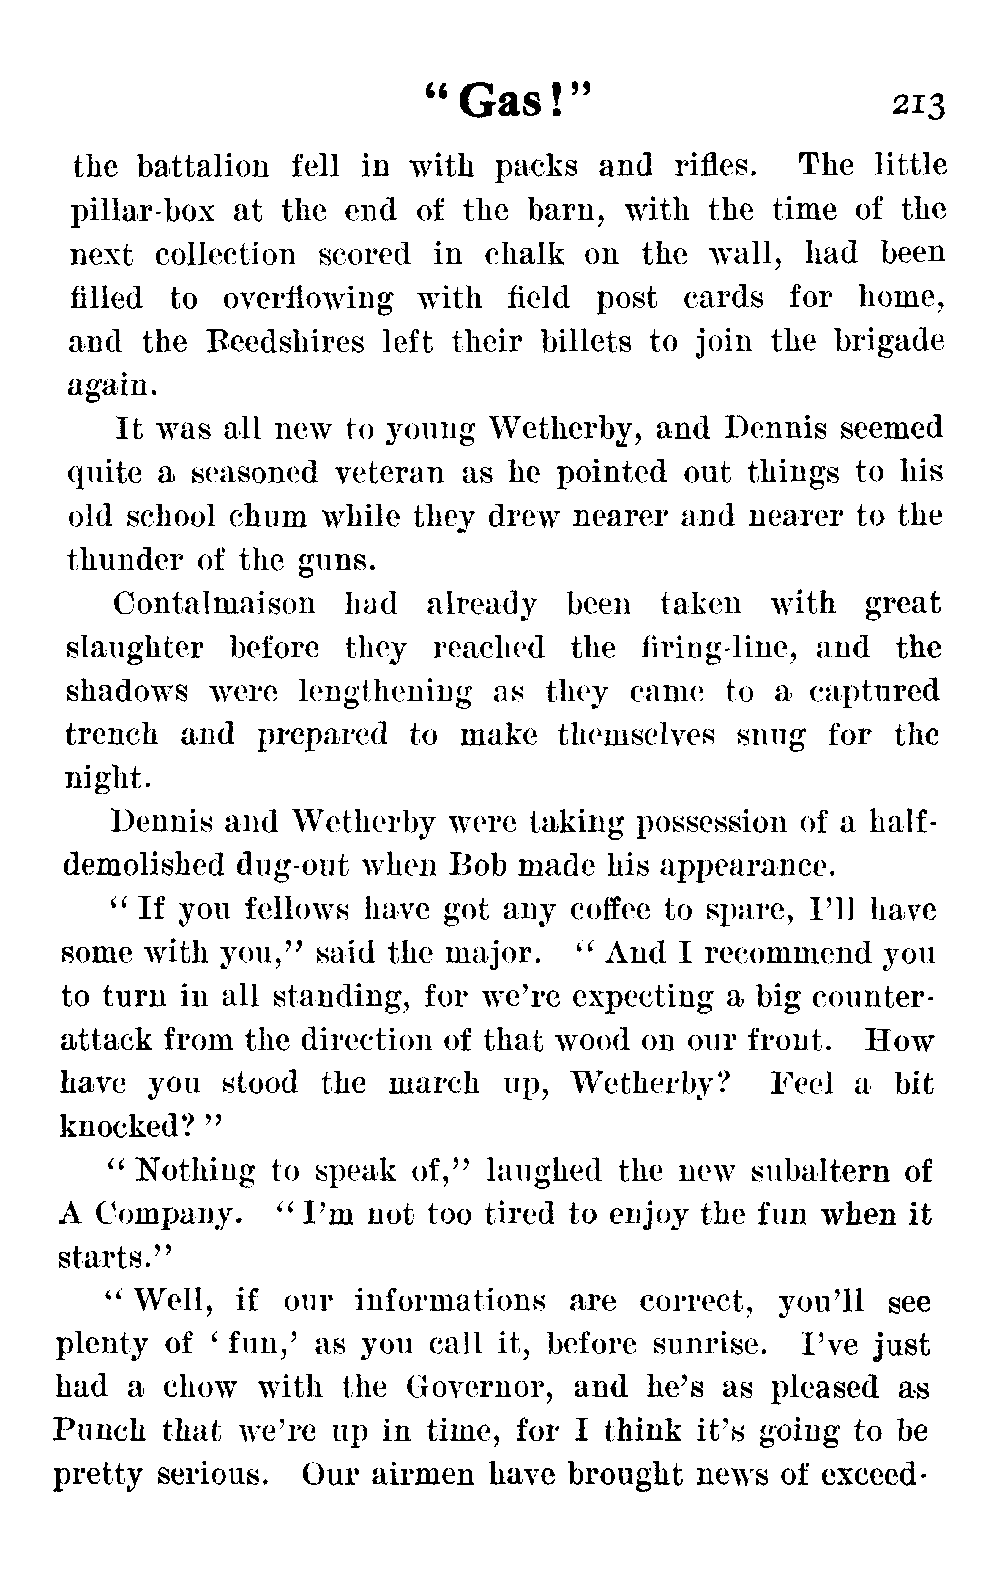 "Gas!" 213
the battalion fell in with packs and rifles. The little
pillar-box at the end of the barn, with the time of the
next collection scored in chalk on the wall, had been
filled to overflowing with field post cards for home,
and the Reedshires left their billets to join the brigade
again.
It was all new to young Wetherby, and Dennis seemed
quite a seasoned veteran as he pointed out things to his
old school chum while they drew nearer and nearer to the
thunder of the guns.
Contalmaison had already been taken with great
slaughter before they reached the firing-line, and the
shadows were lengthening as they came to a captured
trench and prepared to make themselves snug for the
night.
Dennis and Wetherby were taking possession of a half-
demolished dug-out when Bob made his appearance.
"If you fellows have got any coffee to spare, I'll have
some with you," said the major. "And I recommend you
to turn in all standing, for we're expecting a big counter-
attack from the direction of that wood on our front. How
have you stood the march up, Wetherby? Feel a bit
knocked?"
"Nothing to speak of," laughed the new subaltern of
A Company. "I'm not too tired to enjoy the fun when it
starts."
"Well, if our informations are correct, you'll see
plenty of 'fun,' as you call it, before sunrise. I've just
had a chow with the Governor, and he's as pleased as
Punch that we're up in time, for I think it's going to be
pretty serious. Our airmen have brought news of exceed-